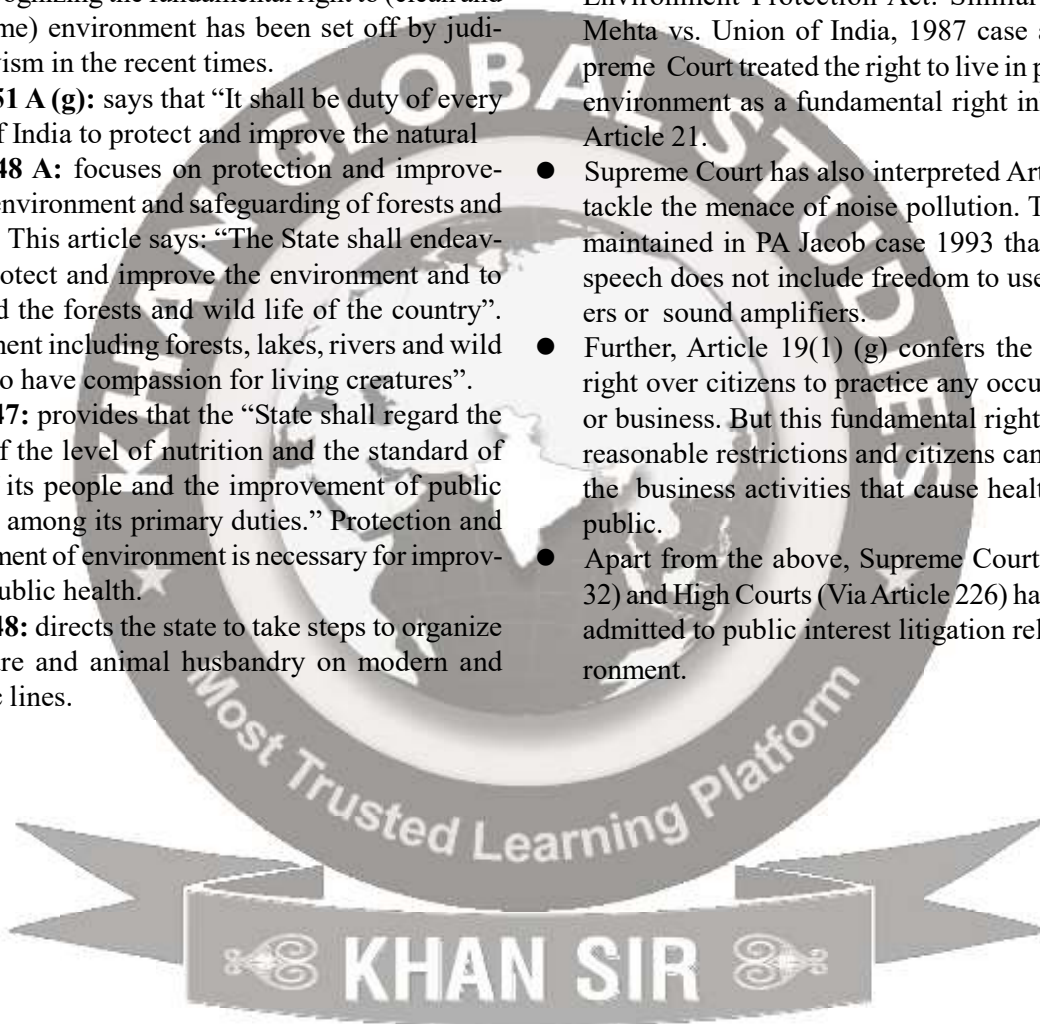 ognizing the fundamental right to (clean and
me) environment has been set off by judi-
vism in the recent times.
51 A (g): says that “It shall be duty of every
f India to protect and improve the natural
48 A: focuses on protection and improve-
environment and safeguarding of forests and
. This article says: “The State shall endeav-
otect and improve the environment and to
d the forests and wild life of the country”.
ment including forests, lakes, rivers and wild
o have compassion for living creatures”.
47: provides that the “State shall regard the
f the level of nutrition and the standard of
its people and the improvement of public
among its primary duties.” Protection and
ment of environment is necessary for improv-
ublic health.
48: directs the state to take steps to organize
re and animal husbandry on modern and
c lines.
Environment Protection Act. Similar
Mehta vs. Union of India, 1987 case a
preme Court treated the right to live in p
environment as a fundamental right in
Article 21.
● Supreme Court has also interpreted Art
tackle the menace of noise pollution. T
maintained in PA Jacob case 1993 tha
speech does not include freedom to use
ers or sound amplifiers.
● Further, Article 19(1) (g) confers the
right over citizens to practice any occu
or business. But this fundamental right
reasonable restrictions and citizens can
the business activities that cause healt
public.
● Apart from the above, Supreme Court
32) and High Courts (Via Article 226) ha
admitted to public interest litigation rel
ronment.
KHAN GLOBAL STUDIES
Most Trusted Learning Platform
KHAN SIR